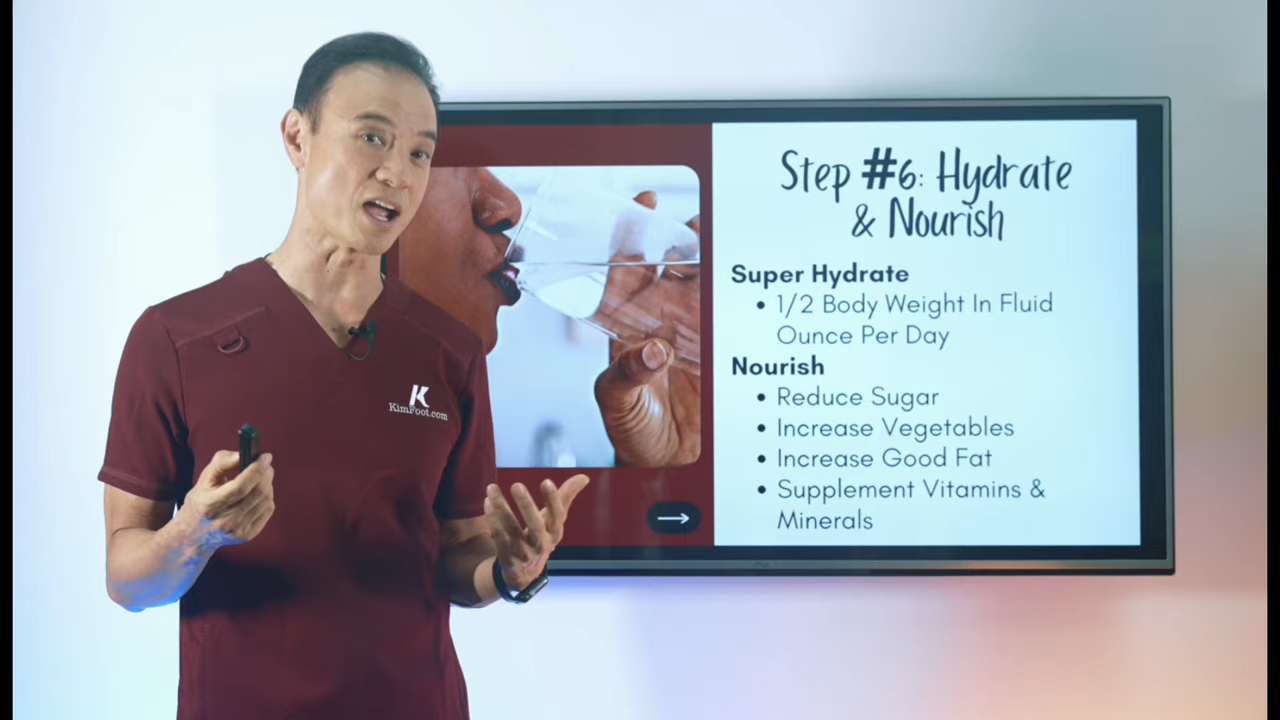 K
KimFoot.com
Step #6: Hydrate
& Nourish
Super Hydrate
• 1/2 Body Weight In Fluid
Ounce Per Day
Nourish
• Reduce Sugar
• Increase Vegetables
• Increase Good Fat
• Supplement Vitamins &
Minerals